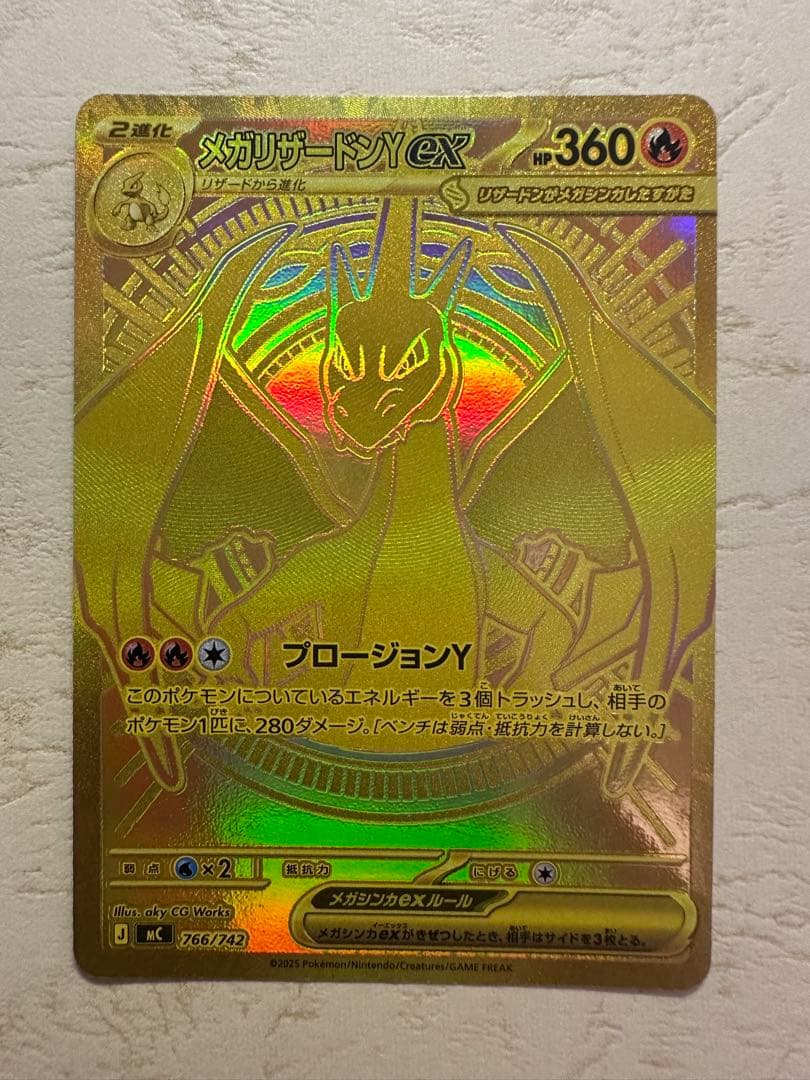 2進化
メガリザードンYex
HP360
リザードから進化
リザードンがメガシンカしたすがた
プロージョンY
このポケモンについているエネルギーを3個トラッシュし、相手の
ポケモン1匹に、280ダメージ。[ベンチは弱点・抵抗力を計算しない。]
弱点 ×2 抵抗力 にげる
Illus. aky CG Works
メガシンカexルール
J MC 766/742
メガシンカexがきぜつしたとき、相手はサイドを3枚とる。
©2025 Pokémon/Nintendo/Creatures/GAME FREAK